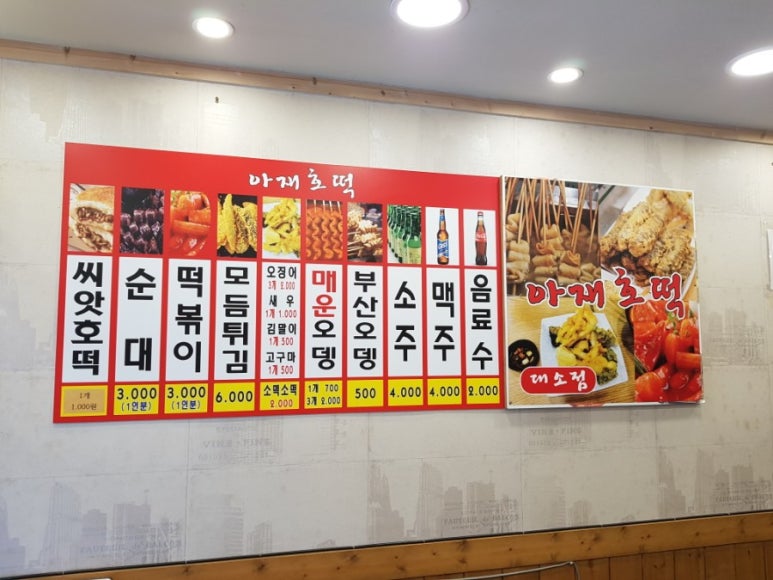 아재호떡
씨앗호떡
1개
1.000원
순대
3.000
(1인분)
떡볶이
3.000
(1인분)
모듬튀김
6.000
오징어
3개 2.000
새우
1개 1.000
김말이
1개 500
고구마
1개 500
소떡소떡
2.000
매운오뎅
1개 700
3개 2.000
부산오뎅
500
소주
4.000
맥주
4.000
음료수
2.000
아재호떡
대소점